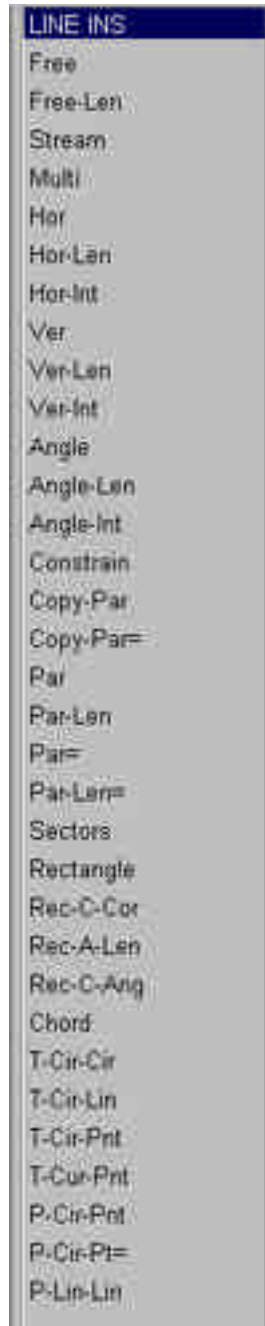 LINE INS
Free
Free-Len
Stream
Multi
Hor
Hor-Len
Hor-Int
Ver
Ver-Len
Ver-Int
Angle
Angle-Len
Angle-Int
Constrain
Copy-Par
Copy-Par=
Par
Par-Len
Par=
Par-Len=
Sectors
Rectangle
Rec-C-Cor
Rec-A-Len
Rec-C-Ang
Chord
T-Cir-Cir
T-Cir-Lin
T-Cir-Pnt
T-Cur-Pnt
P-Cir-Pnt
P-Cir-Pt=
P-Lin-Lin